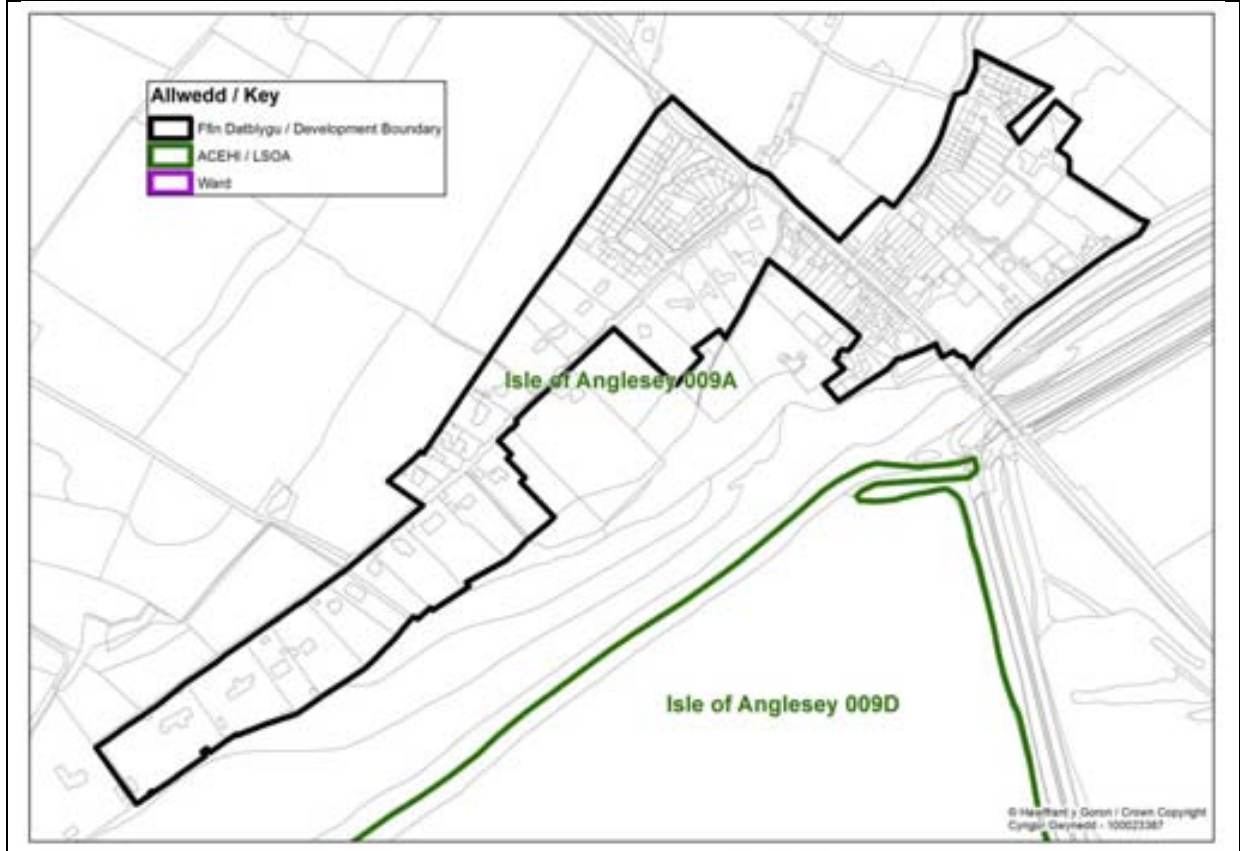 Allwedd / Key
Ffin Datblygu / Development Boundary
ACEHI / LSOA
Ward
Isle of Anglesey 009A
Isle of Anglesey 009D
© Hawlfraint y Goron / Crown Copyright
Cyngor Gwynedd - 100023387